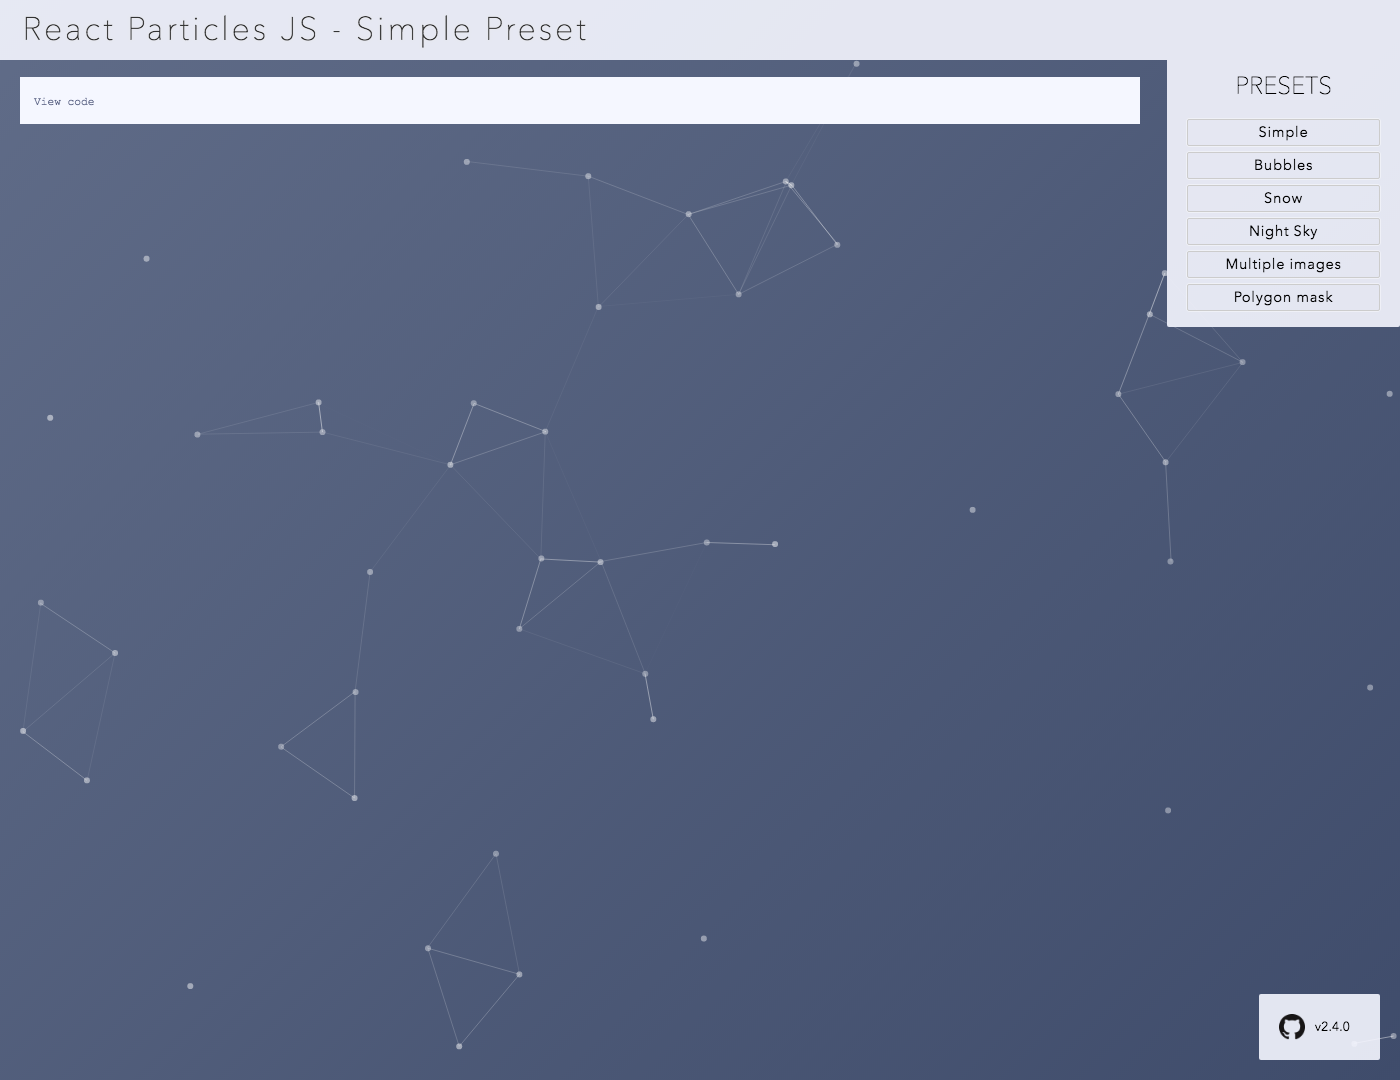 React Particles JS - Simple Preset
View code
PRESETS
Simple
Bubbles
Snow
Night Sky
Multiple images
Polygon mask
v2.4.0